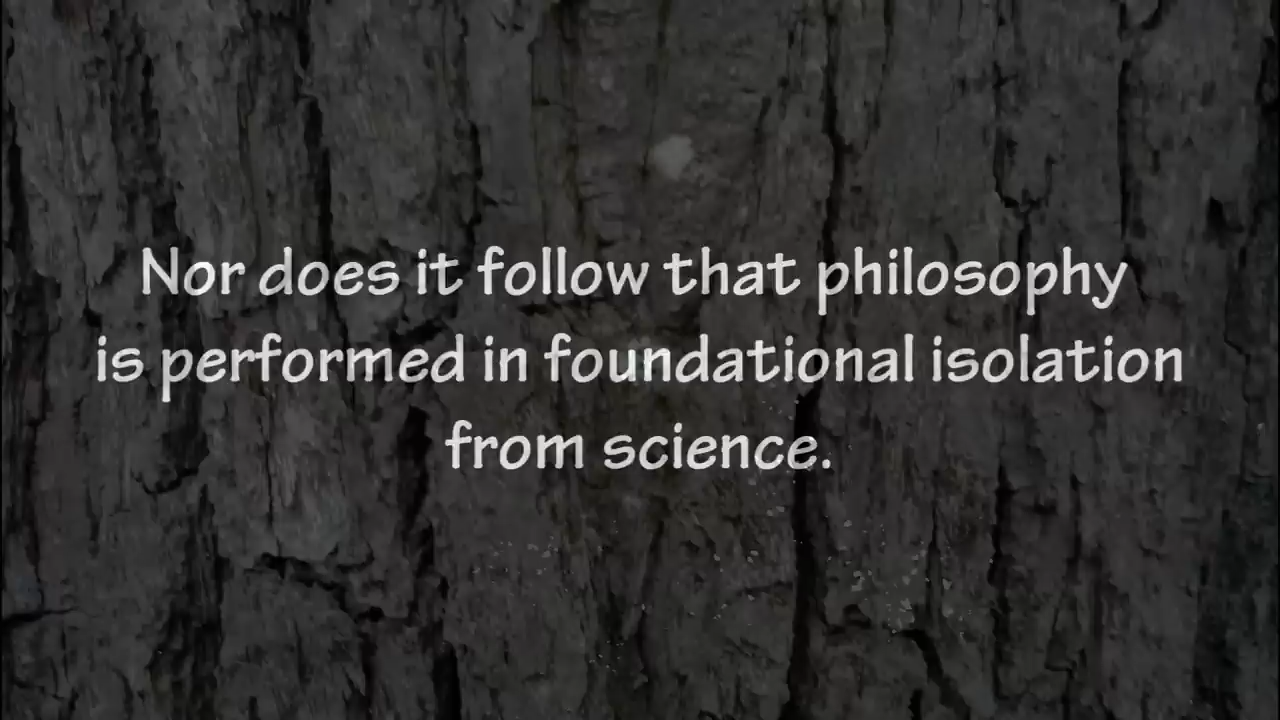 Nor does it follow that philosophy
is performed in foundational isolation
from science.